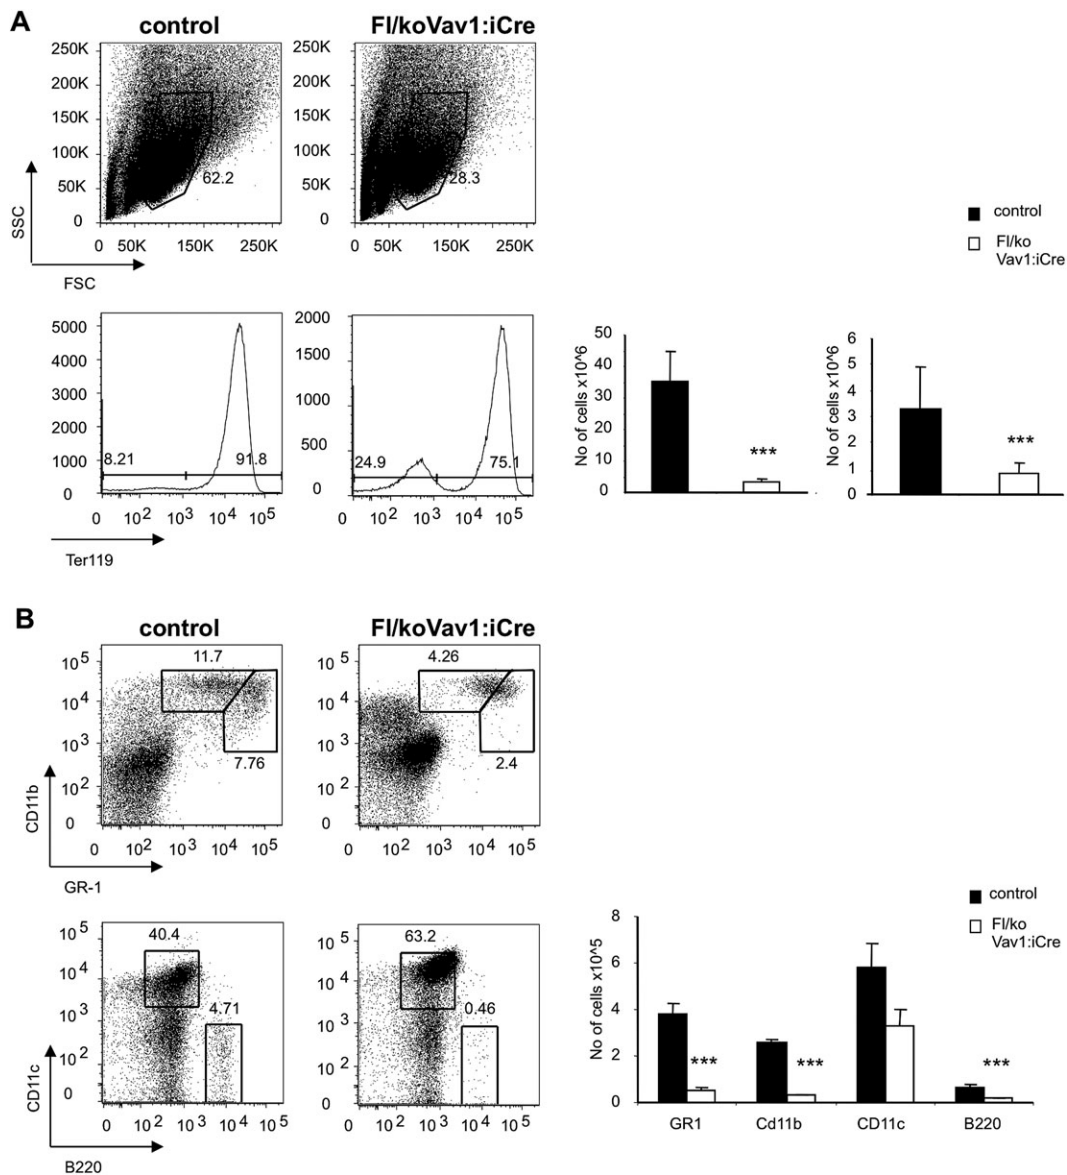 A
control
Fl/koVav1:iCre
250K
200K
150K
100K
50K
0
SSC
62.2
0 50K 150K 250K
FSC
250K
200K
150K
100K
50K
0
28.3
0 50K 150K 250K
control
Fl/ko
Vav1:iCre
5000
4000
3000
2000
1000
0
8.21 91.8
0 10^2 10^3 10^4 10^5
Ter119
2000
1500
1000
500
0
24.9 75.1
0 10^2 10^3 10^4 10^5
No of cells x10^6
50
40
30
20
10
0
***
No of cells x10^6
6
5
4
3
2
1
0
***
B
control
Fl/koVav1:iCre
11.7
10^5
10^4
10^3
10^2
0
7.76
CD11b
0 10^2 10^3 10^4 10^5
GR-1
4.26
10^5
10^4
10^3
10^2
0
2.4
0 10^2 10^3 10^4 10^5
40.4
10^5
10^4
10^3
10^2
0
4.71
CD11c
0 10^2 10^3 10^4 10^5
B220
63.2
10^5
10^4
10^3
10^2
0
0.46
0 10^2 10^3 10^4 10^5
control
Fl/ko
Vav1:iCre
No of cells x10^5
8
6
4
2
0
*** *** ***
GR1 Cd11b CD11c B220